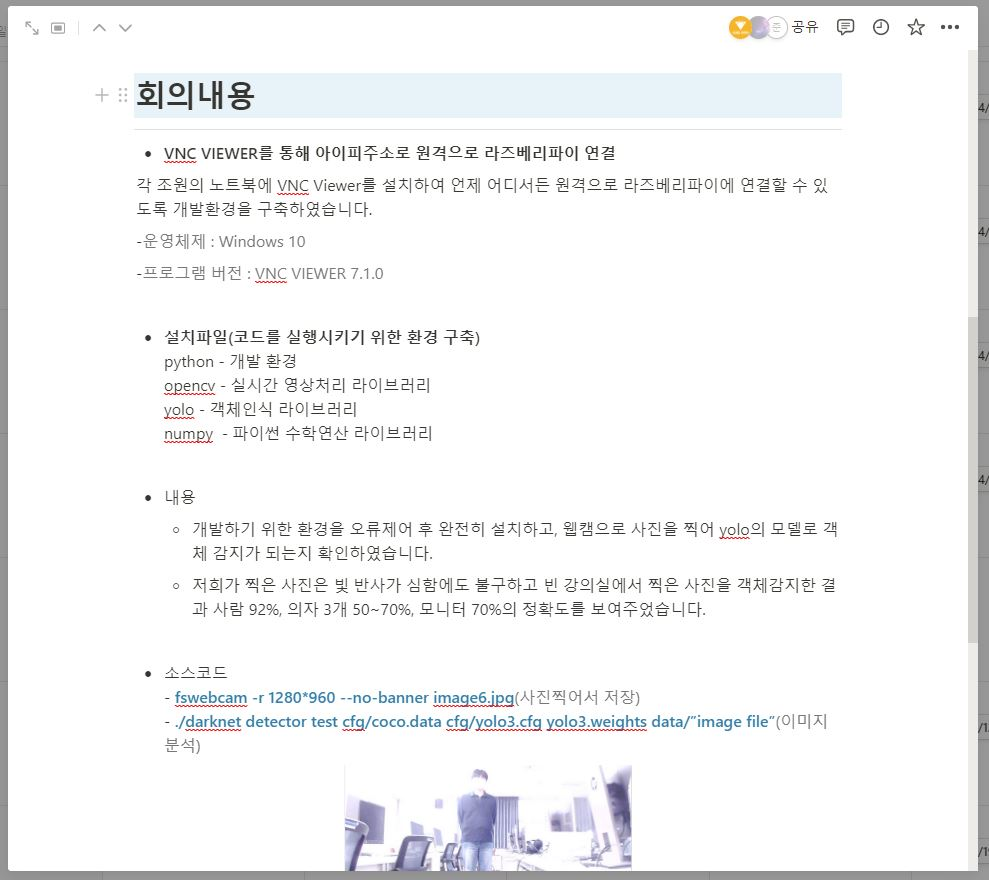 준 공유
회의내용
• VNC VIEWER를 통해 아이피주소로 원격으로 라즈베리파이 연결
각 조원의 노트북에 VNC Viewer를 설치하여 언제 어디서든 원격으로 라즈베리파이에 연결할 수 있
도록 개발환경을 구축하였습니다.
-운영체제 : Windows 10
-프로그램 버전 : VNC VIEWER 7.1.0
• 설치파일(코드를 실행시키기 위한 환경 구축)
python - 개발 환경
opencv - 실시간 영상처리 라이브러리
yolo - 객체인식 라이브러리
numpy - 파이썬 수학연산 라이브러리
• 내용
◦ 개발하기 위한 환경을 오류제어 후 완전히 설치하고, 웹캠으로 사진을 찍어 yolo의 모델로 객
체 감지가 되는지 확인하였습니다.
◦ 저희가 찍은 사진은 빛 반사가 심함에도 불구하고 빈 강의실에서 찍은 사진을 객체감지한 결
과 사람 92%, 의자 3개 50~70%, 모니터 70%의 정확도를 보여주었습니다.
• 소스코드
- fswebcam -r 1280*960 --no-banner image6.jpg(사진찍어서 저장)
- ./darknet detector test cfg/coco.data cfg/yolo3.cfg yolo3.weights data/”image file”(이미지
분석)